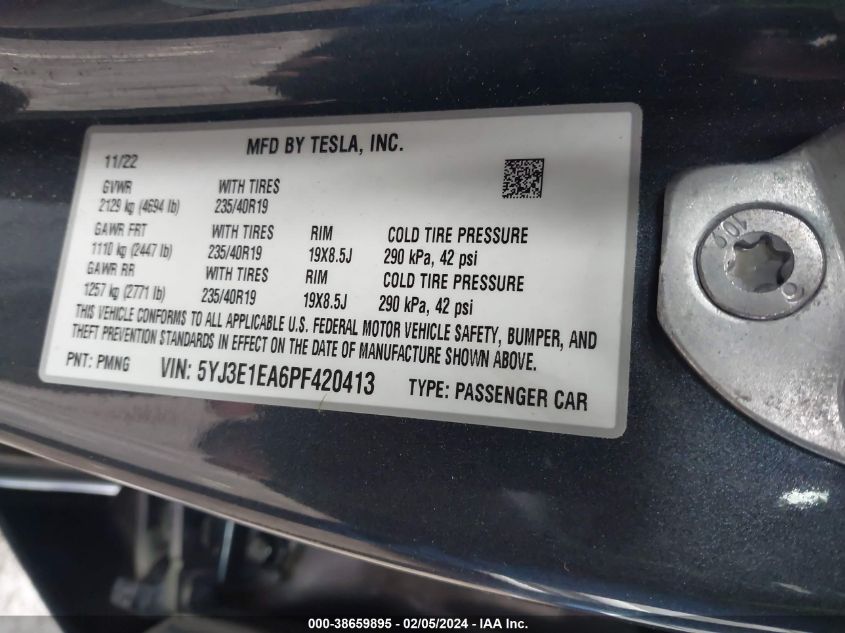 MFD BY TESLA, INC.
11/22
GVWR WITH TIRES
2129 kg (4694 lb) 235/40R19
GAWR FRT WITH TIRES RIM COLD TIRE PRESSURE
1110 kg (2447 lb) 235/40R19 19X8.5J 290 kPa, 42 psi
GAWR RR WITH TIRES RIM COLD TIRE PRESSURE
1257 kg (2771 lb) 235/40R19 19X8.5J 290 kPa, 42 psi
THIS VEHICLE CONFORMS TO ALL APPLICABLE U.S. FEDERAL MOTOR VEHICLE SAFETY, BUMPER, AND
THEFT PREVENTION STANDARDS IN EFFECT ON THE DATE OF MANUFACTURE SHOWN ABOVE.
PNT: PMNG VIN: 5YJ3E1EA6PF420413 TYPE: PASSENGER CAR
000-38659895 - 02/05/2024 - IAA Inc.